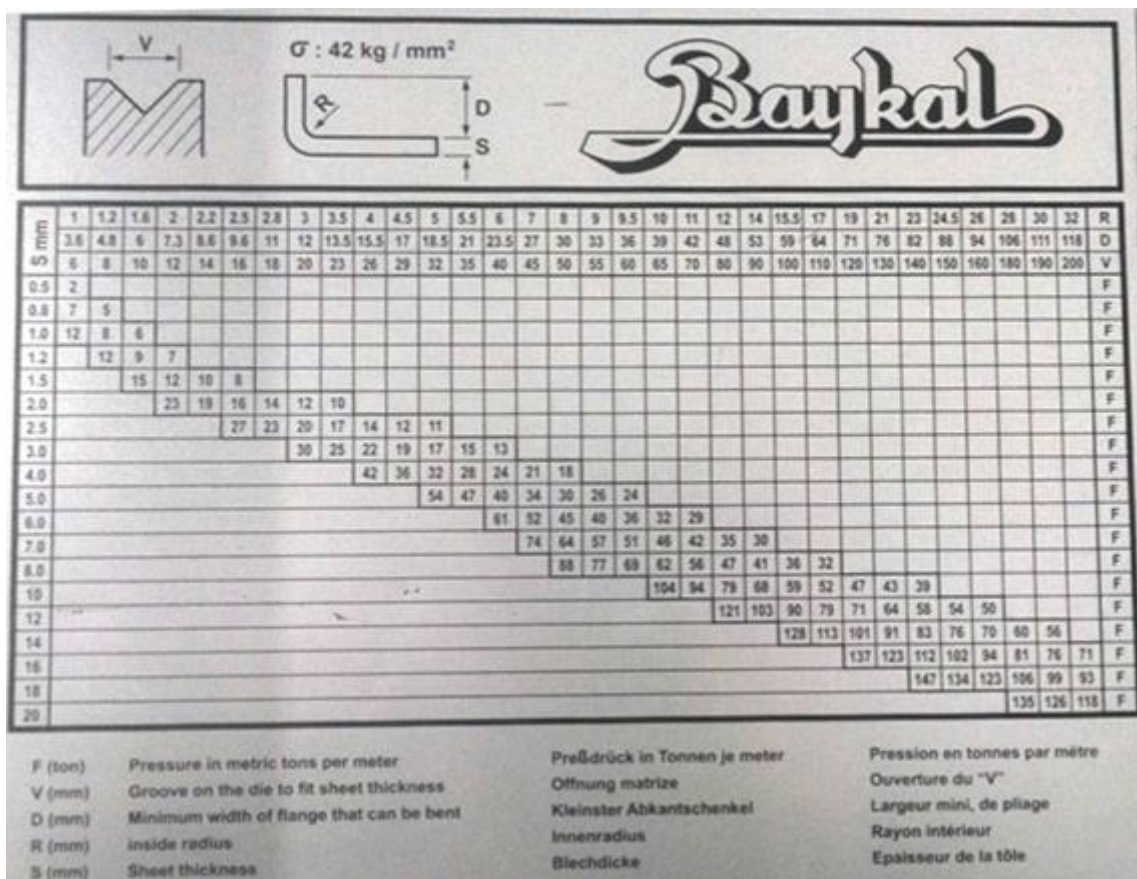 V
σ : 42 kg / mm²
R
D
S
Baykal
S mm
1 1.2 1.6 2 2.2 2.5 2.8 3 3.5 4 4.5 5 5.5 6 7 8 9 9.5 10 11 12 14 15.5 17 19 21 23 24.5 26 28 30 32 R
3.6 4.8 6 7.3 8.6 9.6 11 12 13.5 15.5 17 18.5 21 23.5 27 30 33 36 39 42 48 53 59 64 71 76 82 88 94 106 111 118 D
6 8 10 12 14 16 18 20 23 26 29 32 35 40 45 50 55 60 65 70 80 90 100 110 120 130 140 150 160 180 190 200 V
0.5 2 F
0.8 7 5 F
1.0 12 8 6 F
1.2 12 9 7 F
1.5 15 12 10 8 F
2.0 23 19 16 14 12 10 F
2.5 27 23 20 17 14 12 11 F
3.0 30 25 22 19 17 15 13 F
4.0 42 36 32 28 24 21 18 F
5.0 54 47 40 34 30 26 24 F
6.0 61 52 45 40 36 32 29 F
7.0 74 64 57 51 46 42 35 30 F
8.0 88 77 69 62 56 47 41 36 32 F
10 104 94 79 68 59 52 47 43 39 F
12 121 103 90 79 71 64 58 54 50 F
14 128 113 101 91 83 76 70 60 56 F
16 137 123 112 102 94 81 76 71 F
18 147 134 123 106 99 93 F
20 135 126 118 F
F (ton) Pressure in metric tons per meter Preßdrück in Tonnen je meter Pression en tonnes par métre
V (mm) Groove on the die to fit sheet thickness Offnung matrize Ouverture du "V"
D (mm) Minimum width of flange that can be bent Kleinster Abkantschenkel Largeur mini, de pliage
R (mm) inside radius Innenradius Rayon intérieur
S (mm) Sheet thickness Blechdicke Epaisseur de la tôle